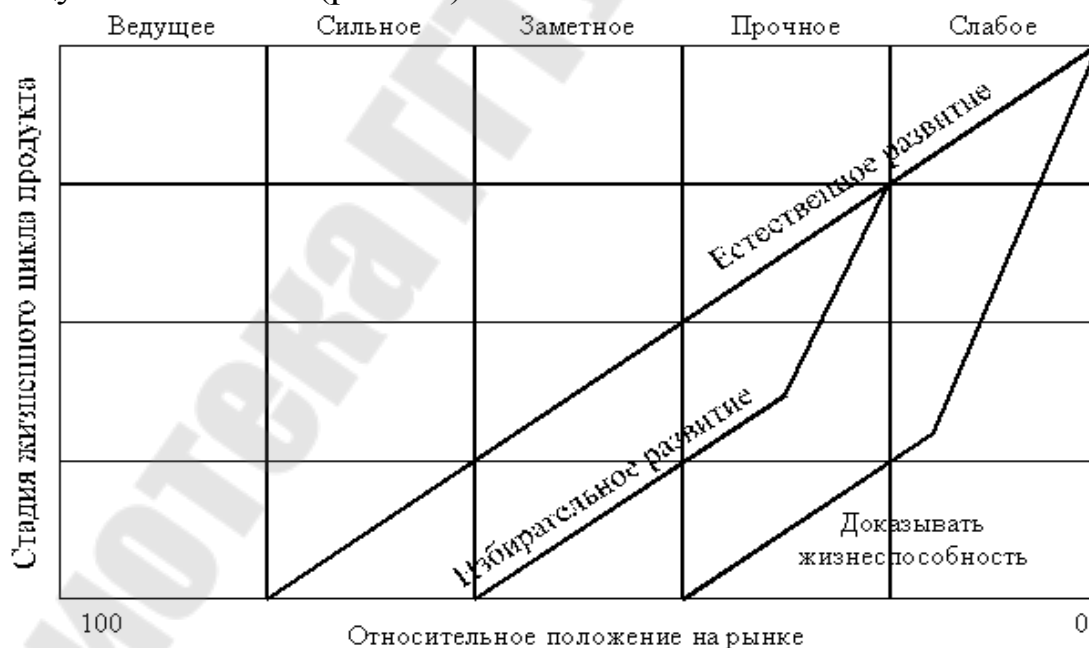 Ведущее Сильное Заметное Прочное Слабое
Стадия жизненного цикла продукта
Естественное развитие
Избирательное развитие
Доказывать
жизнеспособность
100
0
Относительное положение на рынке